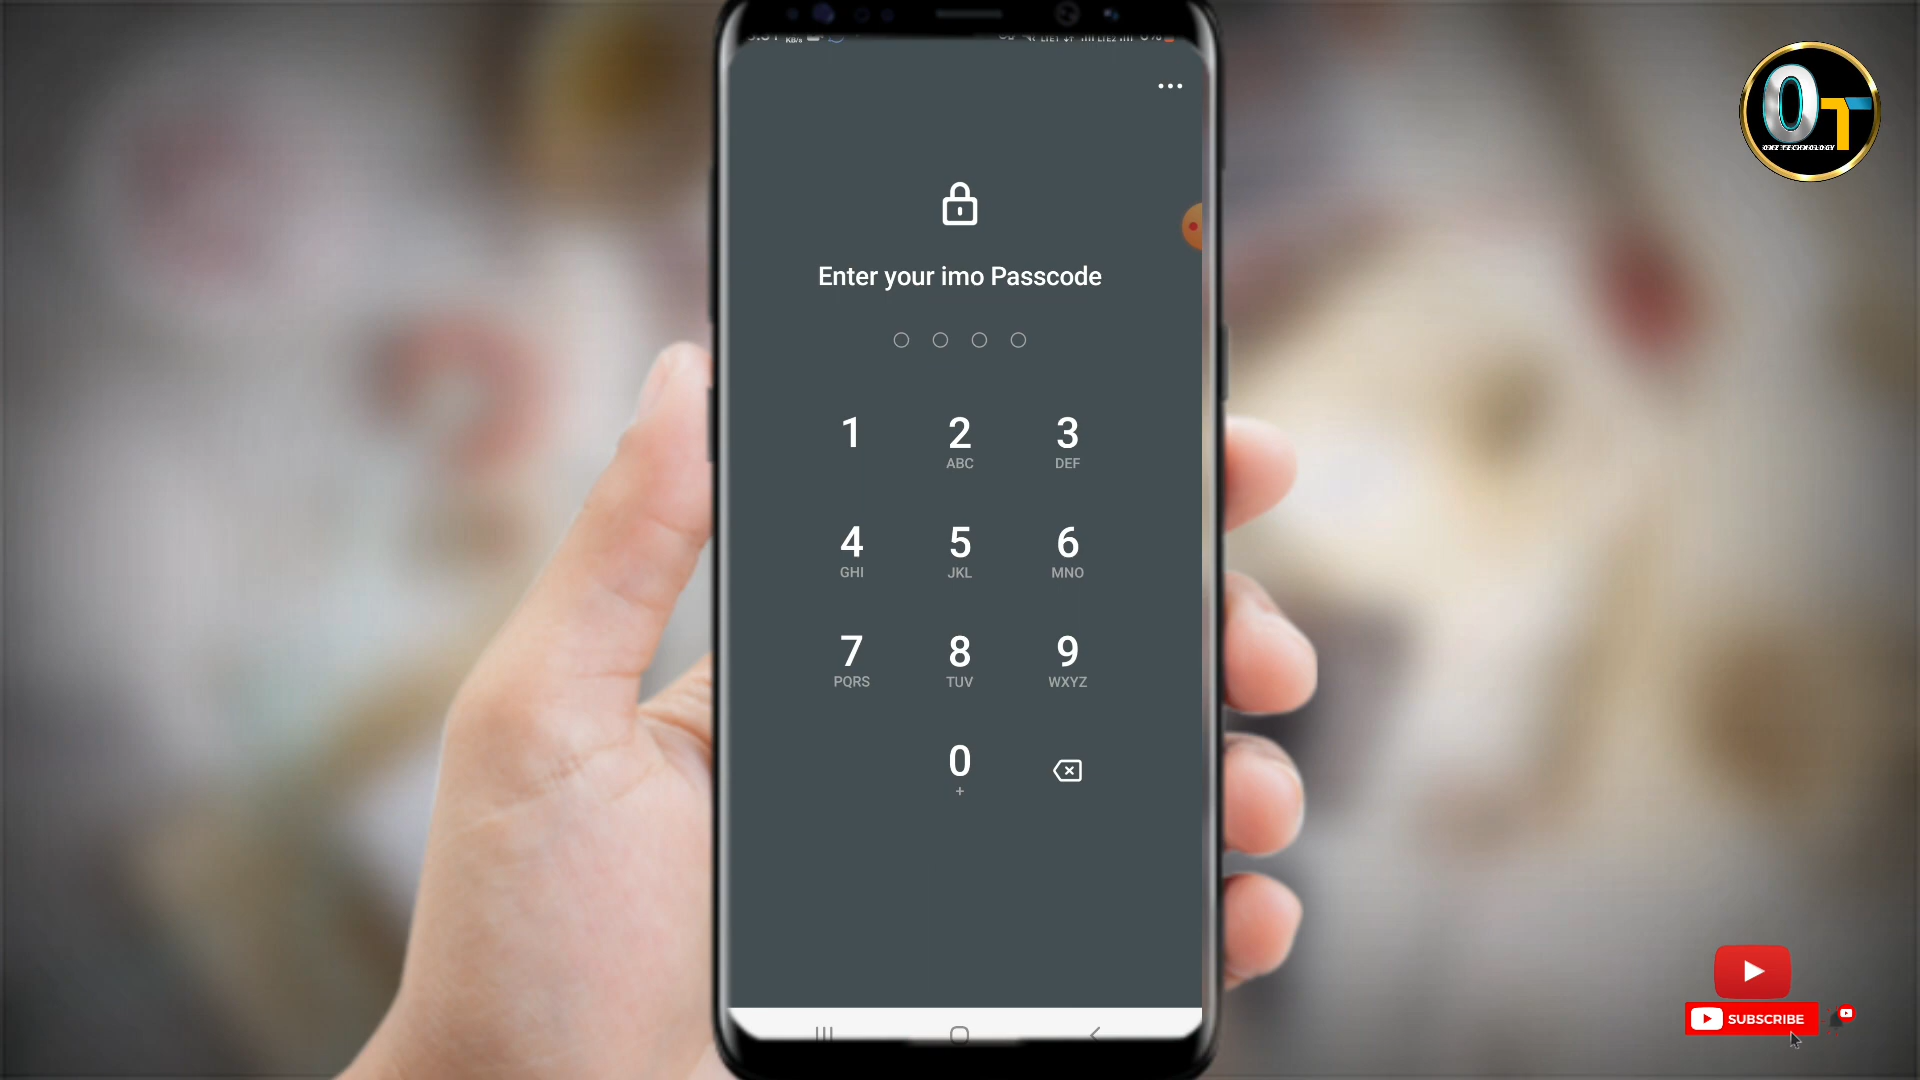 Enter your imo Passcode
1
2
ABC
3
DEF
4
GHI
5
JKL
6
MNO
7
PQRS
8
TUV
9
WXYZ
0
+
OT
SUBSCRIBE